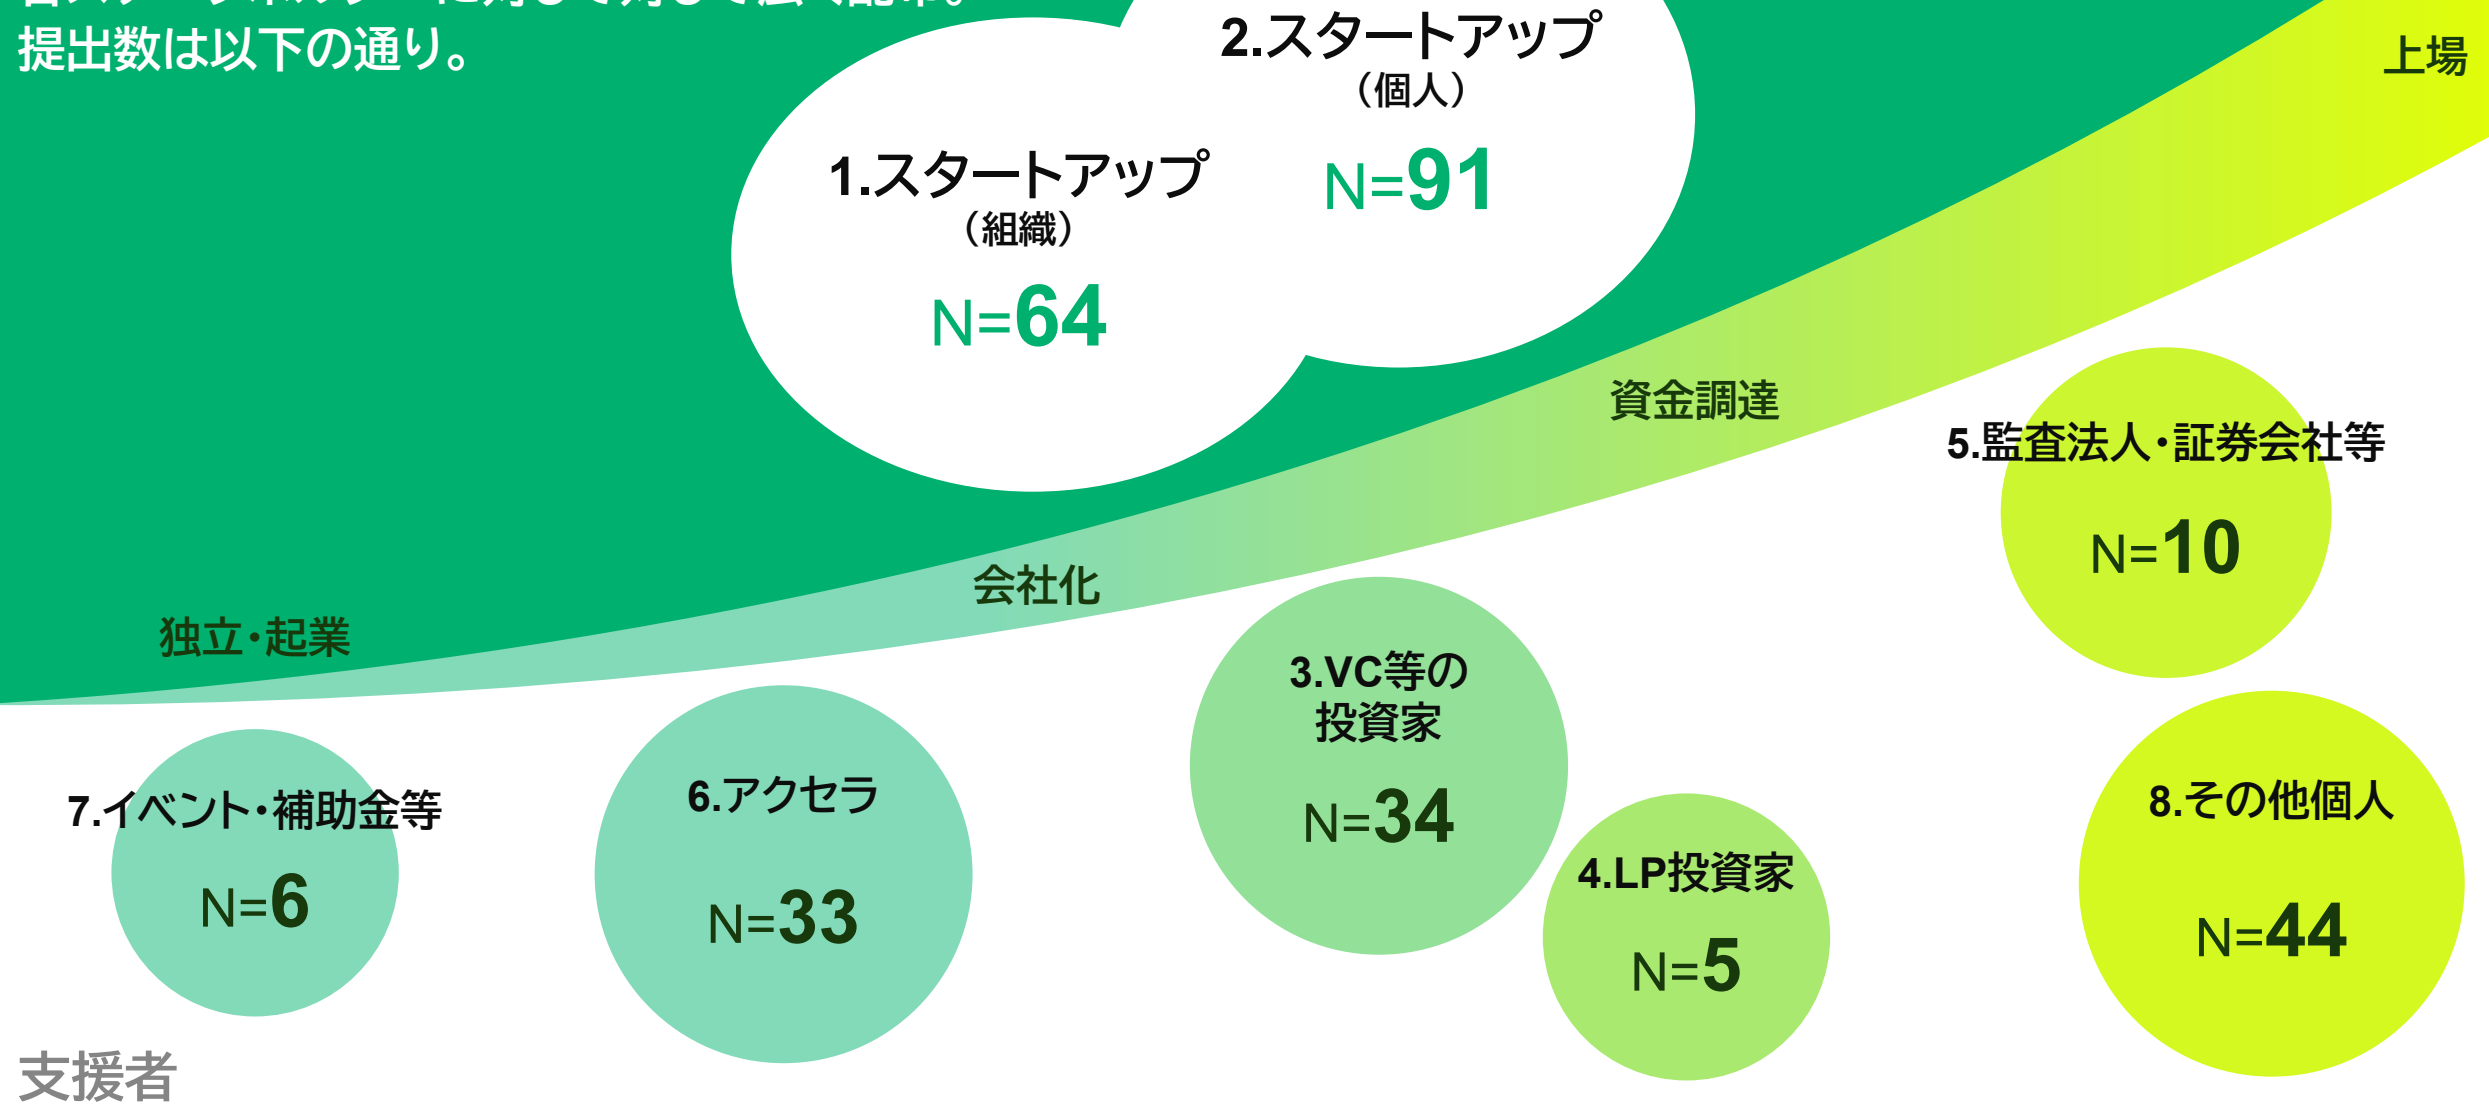 提出数は以下の通り。
2.スタートアップ
（個人）
N=91
1.スタートアップ
（組織）
N=64
上場
資金調達
会社化
独立・起業
5.監査法人・証券会社等
N=10
3.VC等の
投資家
N=34
4.LP投資家
N=5
6.アクセラ
N=33
7.イベント・補助金等
N=6
8.その他個人
N=44
支援者